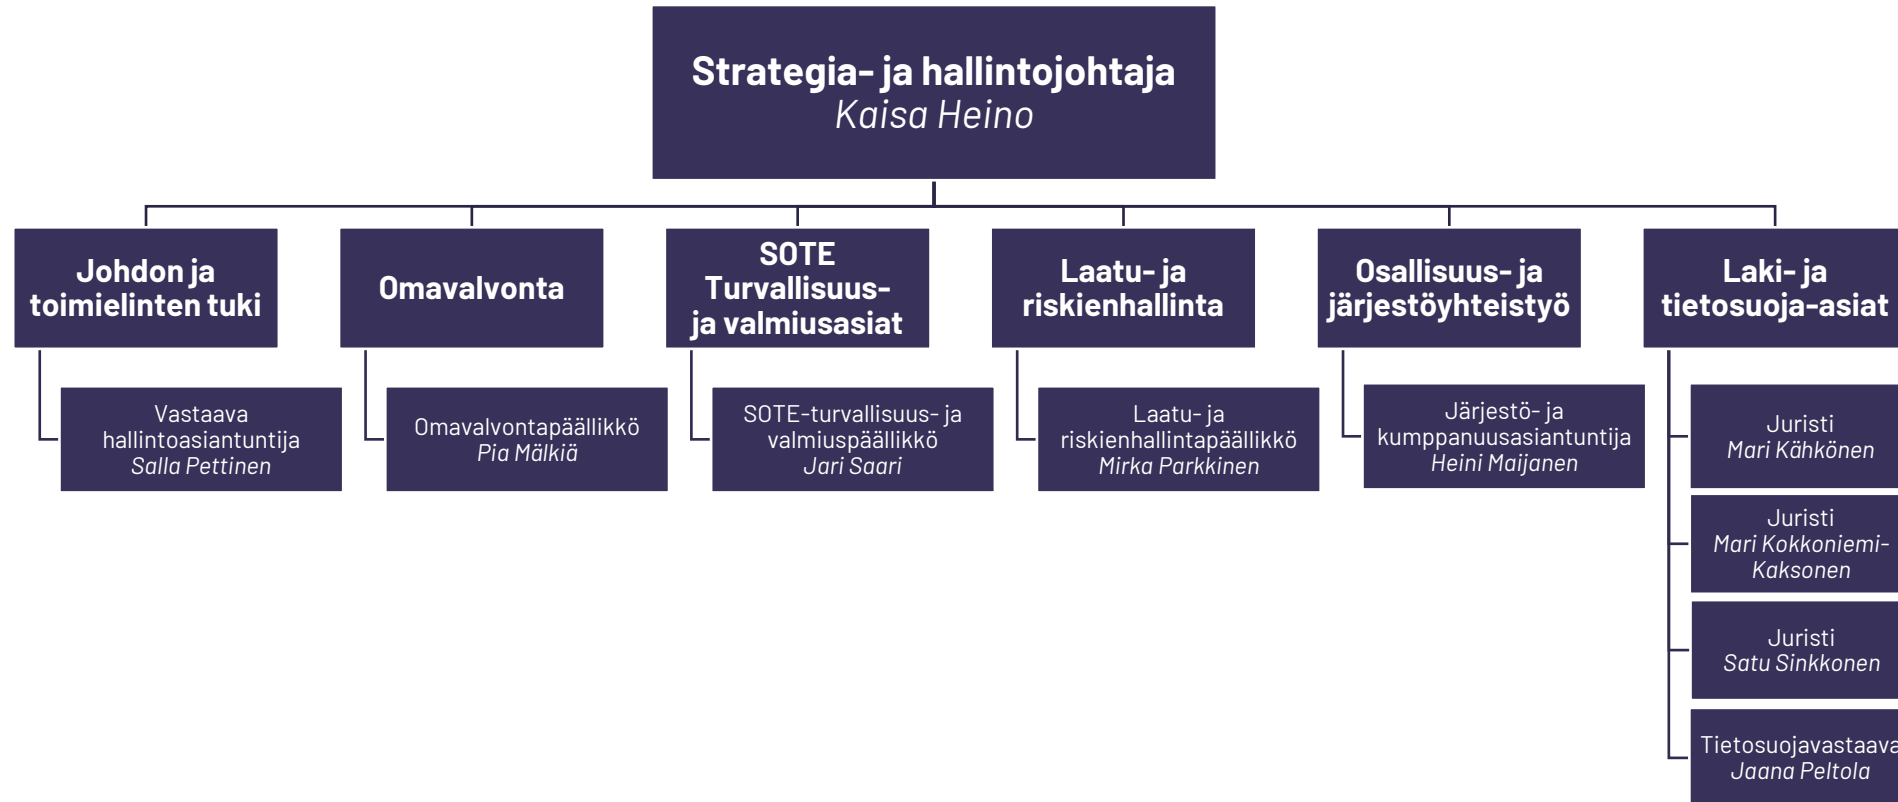 Strategia- ja hallintojohtaja
Kaisa Heino
Johdon ja
toimielinten tuki
Omavalvonta
SOTE
Turvallisuus-
ja valmiusasiat
Laatu- ja
riskienhallinta
Osallisuus- ja
järjestöyhteistyö
Laki- ja
tietosuoja-asiat
Vastaava
hallintoasiantuntija
Salla Pettinen
Omavalvontapäällikkö
Pia Mälkiä
SOTE-turvallisuus- ja
valmiuspäällikkö
Jari Saari
Laatu- ja
riskienhallintapäällikkö
Mirka Parkkinen
Järjestö- ja
kumppanuusasiantuntija
Heini Maijanen
Juristi
Mari Kähkönen
Juristi
Mari Kokkoniemi-
Kaksonen
Juristi
Satu Sinkkonen
Tietosuojavastaava
Jaana Peltola